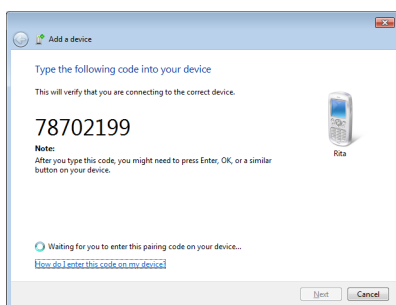 Add a device
Type the following code into your device
This will verify that you are connecting to the correct device.
78702199
Note:
After you type this code, you might need to press Enter, OK, or a similar
button on your device.
Rita
Waiting for you to enter this pairing code on your device...
How do I enter this code on my device?
Next Cancel